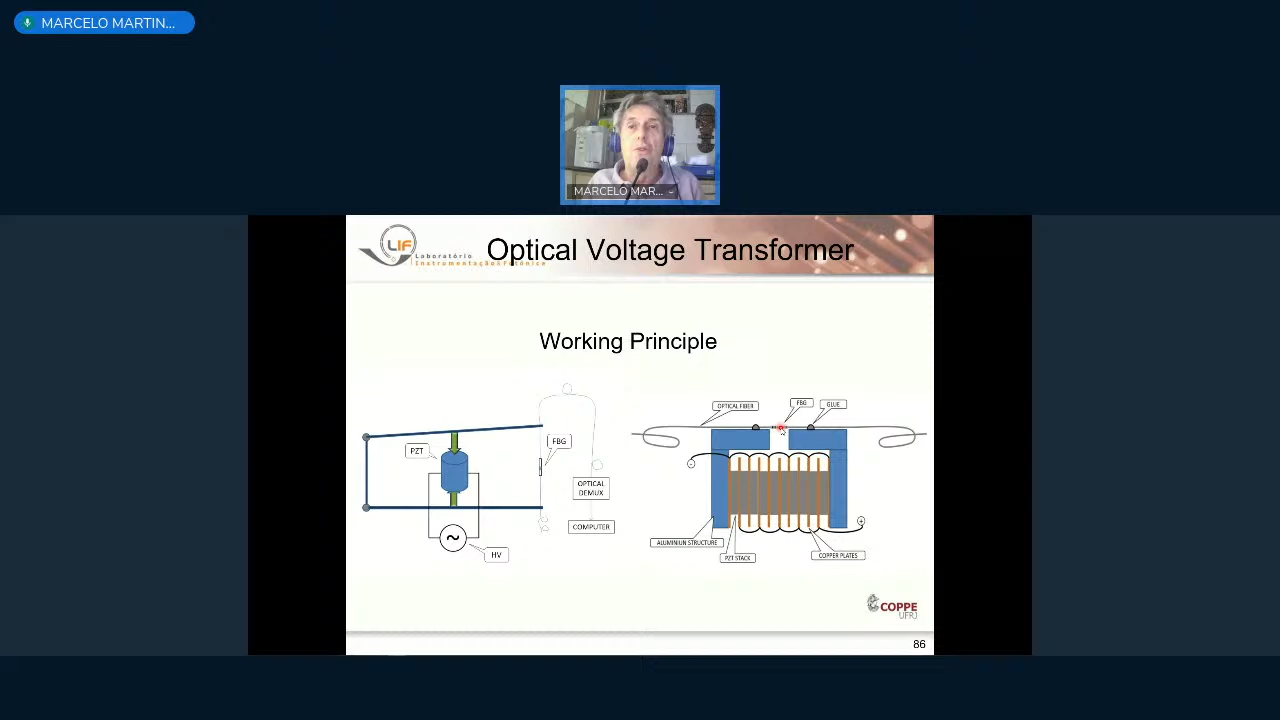 MARCELO MARTIN...
MARCELO MAR...
LIF
Laboratório
Instrumentação Fotônica
Optical Voltage Transformer
Working Principle
PZT
FBG
OPTICAL
DEMUX
COMPUTER
HV
OPTICAL FIBER
FBG
GLUE
ALUMINIUN STRUCTURE
PZT STACK
COPPER PLATES
COPPE
UFRJ
86